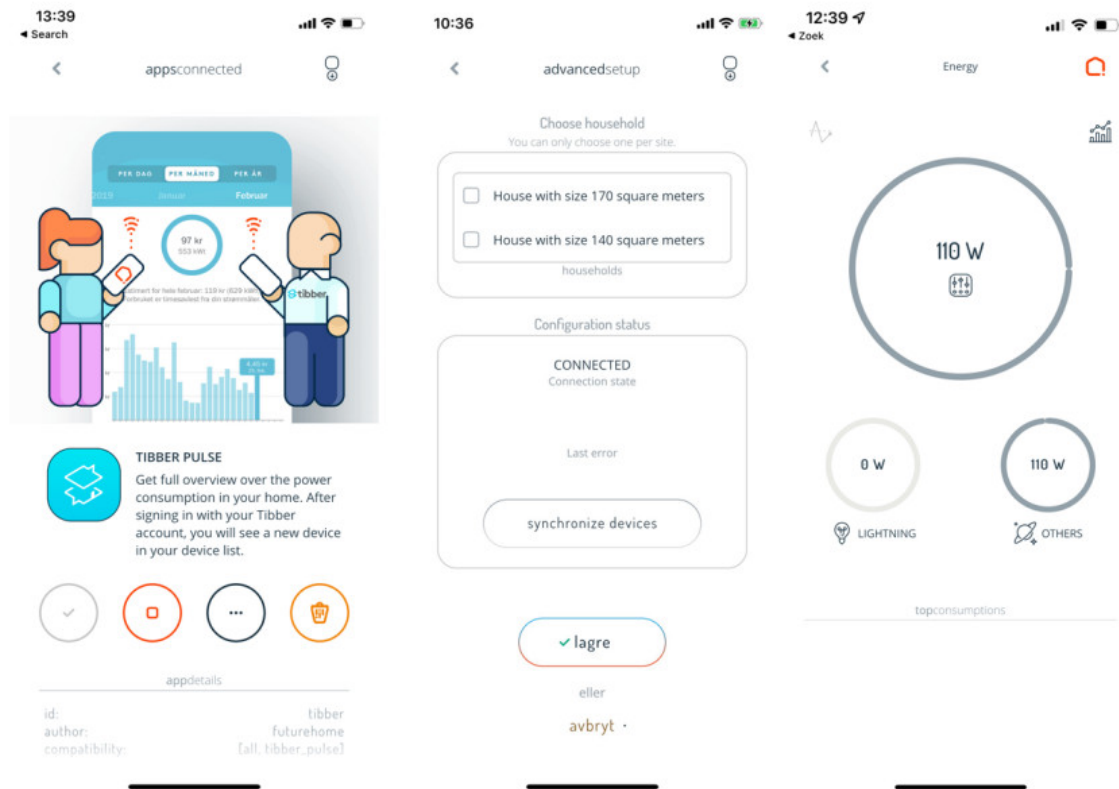 13:39
◀ Search
appsconnected
PER DAG PER MÅNED PER ÅR
2019 Januar Februar
97 kr
553 kWt
tibber
TIBBER PULSE
Get full overview over the power
consumption in your home. After
signing in with your Tibber
account, you will see a new device
in your device list.
appdetails
id: tibber
author: futurehome
compatibility: [all, tibber_pulse]
10:36
advancedsetup
Choose household
You can only choose one per site.
House with size 170 square meters
House with size 140 square meters
households
Configuration status
CONNECTED
Connection state
Last error
synchronize devices
lagre
eller
avbryt
12:39
◀ Zoek
Energy
110 W
0 W
110 W
LIGHTNING
OTHERS
topconsumptions